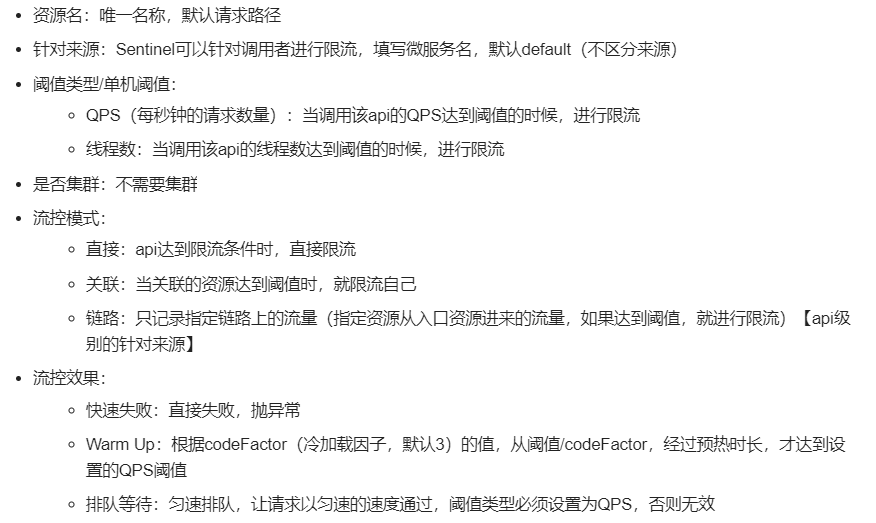 资源名：唯一名称，默认请求路径
针对来源：Sentinel可以针对调用者进行限流，填写微服务名，默认default（不区分来源）
阈值类型/单机阈值：
QPS（每秒钟的请求数量）：当调用该api的QPS达到阈值的时候，进行限流
线程数：当调用该api的线程数达到阈值的时候，进行限流
是否集群：不需要集群
流控模式：
直接：api达到限流条件时，直接限流
关联：当关联的资源达到阈值时，就限流自己
链路：只记录指定链路上的流量（指定资源从入口资源进来的流量，如果达到阈值，就进行限流）【api级
别的针对来源】
流控效果：
快速失败：直接失败，抛异常
Warm Up：根据codeFactor（冷加载因子，默认3）的值，从阈值/codeFactor，经过预热时长，才达到设
置的QPS阈值
排队等待：匀速排队，让请求以匀速的速度通过，阈值类型必须设置为QPS，否则无效